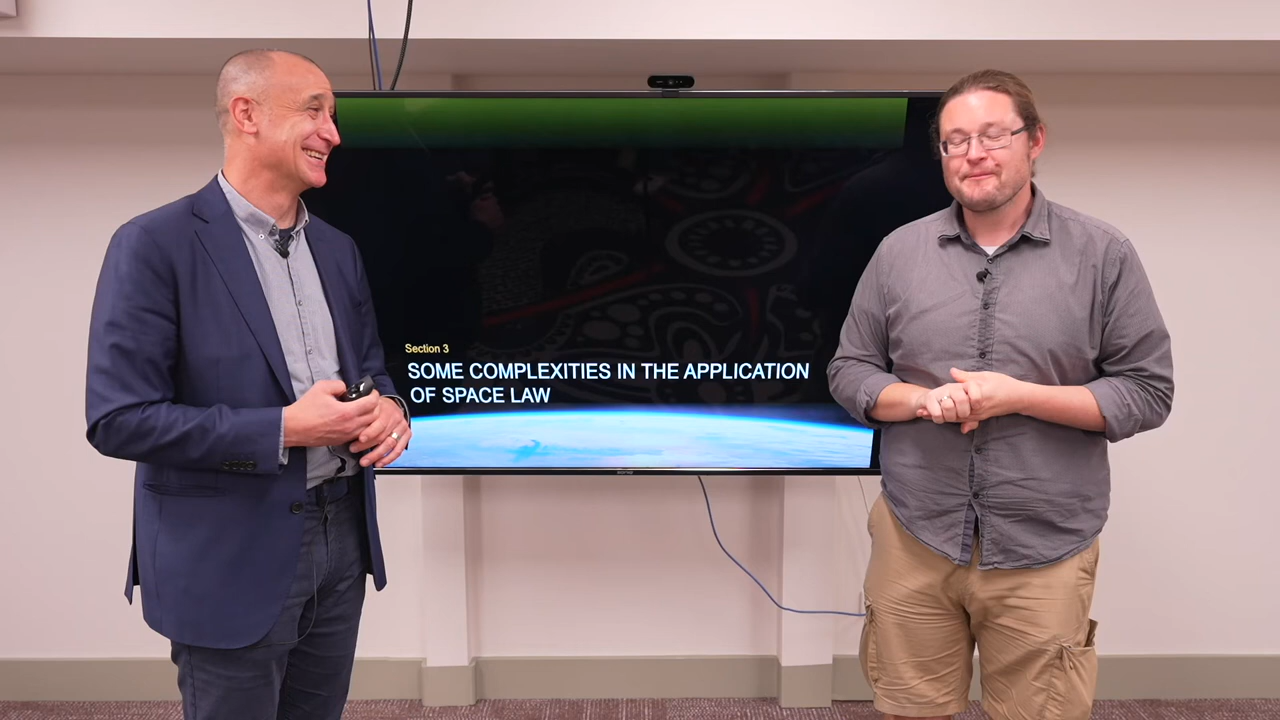 Section 3
SOME COMPLEXITIES IN THE APPLICATION
OF SPACE LAW